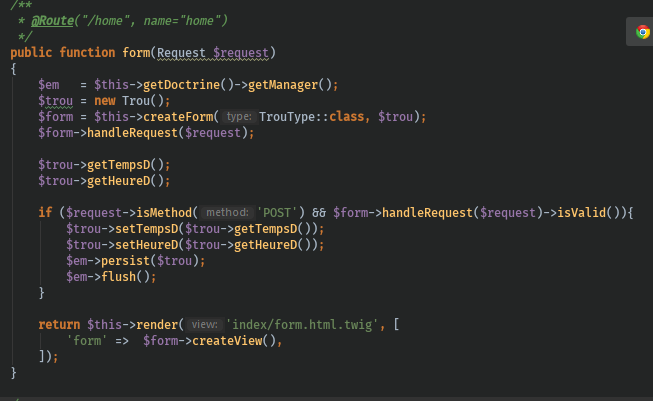 /**
 * @Route("/home", name="home")
 */
public function form(Request $request)
{
    $em   = $this->getDoctrine()->getManager();
    $trou = new Trou();
    $form = $this->createForm( type: TrouType::class, $trou);
    $form->handleRequest($request);

    $trou->getTempsD();
    $trou->getHeureD();

    if ($request->isMethod( method: 'POST') && $form->handleRequest($request)->isValid()){
        $trou->setTempsD($trou->getTempsD());
        $trou->setHeureD($trou->getHeureD());
        $em->persist($trou);
        $em->flush();
    }

    return $this->render( view: 'index/form.html.twig', [
        'form' =>  $form->createView(),
    ]);
}